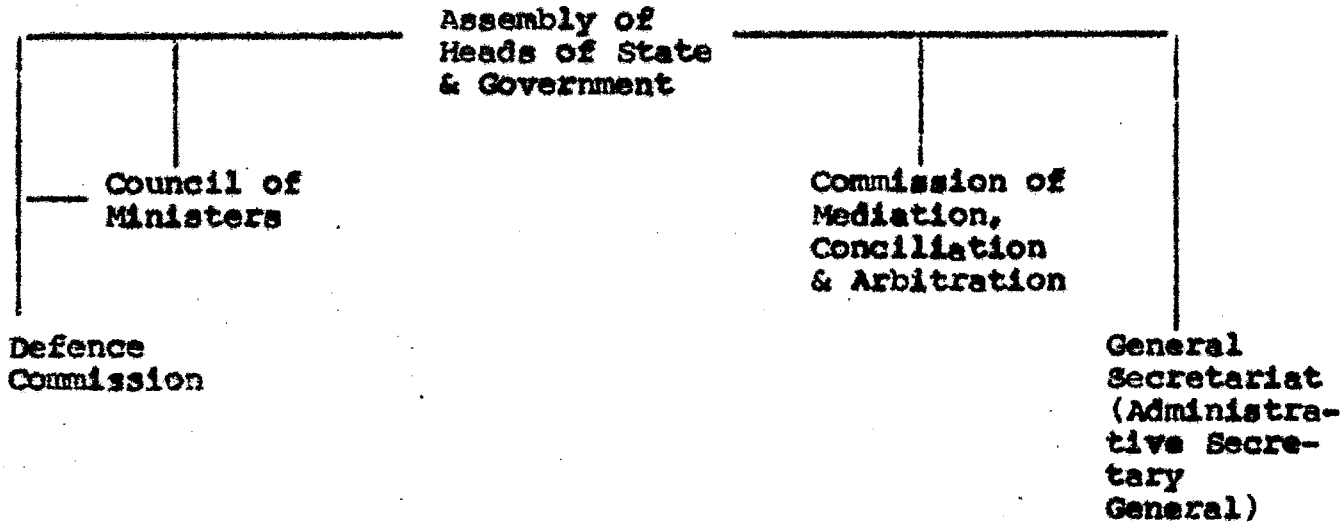 Assembly of
Heads of State
& Government
Council of
Ministers
Commission of
Mediation,
Conciliation
& Arbitration
Defence
Commission
General
Secretariat
(Administra-
tive Secre-
tary
General)